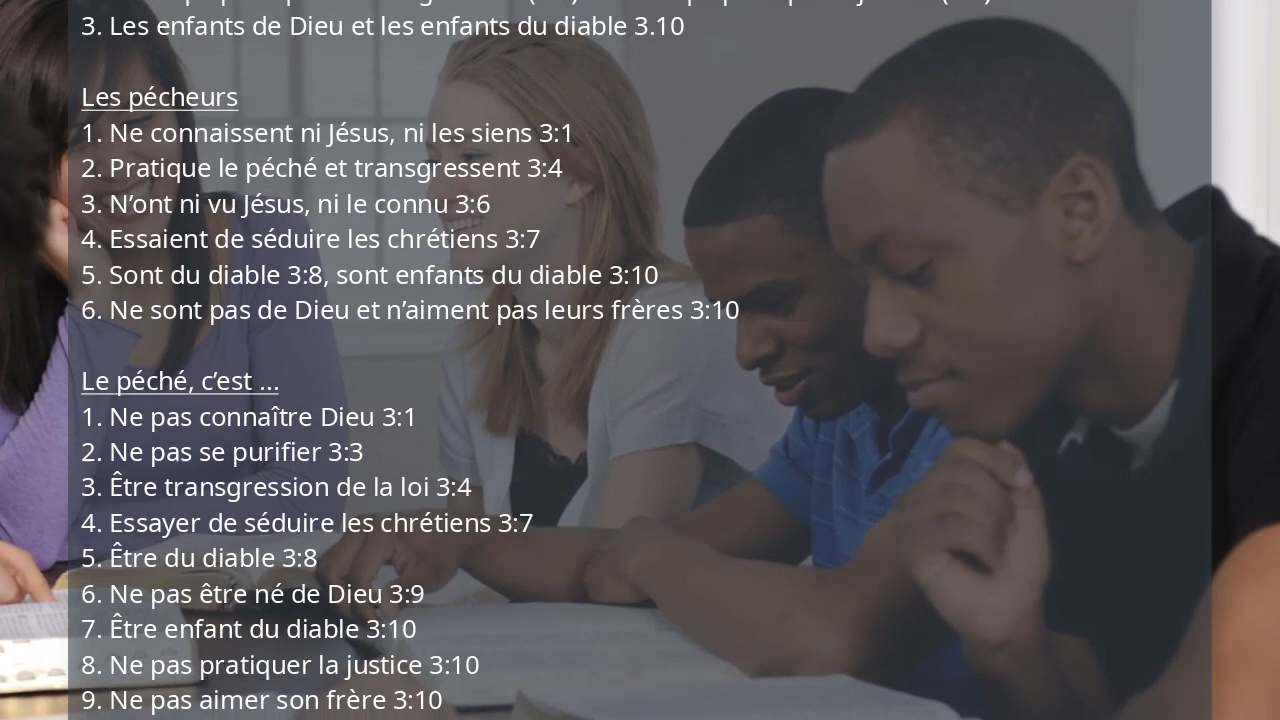 3. Les enfants de Dieu et les enfants du diable 3.10
Les pécheurs
1. Ne connaissent ni Jésus, ni les siens 3:1
2. Pratique le péché et transgressent 3:4
3. N’ont ni vu Jésus, ni le connu 3:6
4. Essaient de séduire les chrétiens 3:7
5. Sont du diable 3:8, sont enfants du diable 3:10
6. Ne sont pas de Dieu et n’aiment pas leurs frères 3:10
Le péché, c’est ...
1. Ne pas connaître Dieu 3:1
2. Ne pas se purifier 3:3
3. Être transgression de la loi 3:4
4. Essayer de séduire les chrétiens 3:7
5. Être du diable 3:8
6. Ne pas être né de Dieu 3:9
7. Être enfant du diable 3:10
8. Ne pas pratiquer la justice 3:10
9. Ne pas aimer son frère 3:10